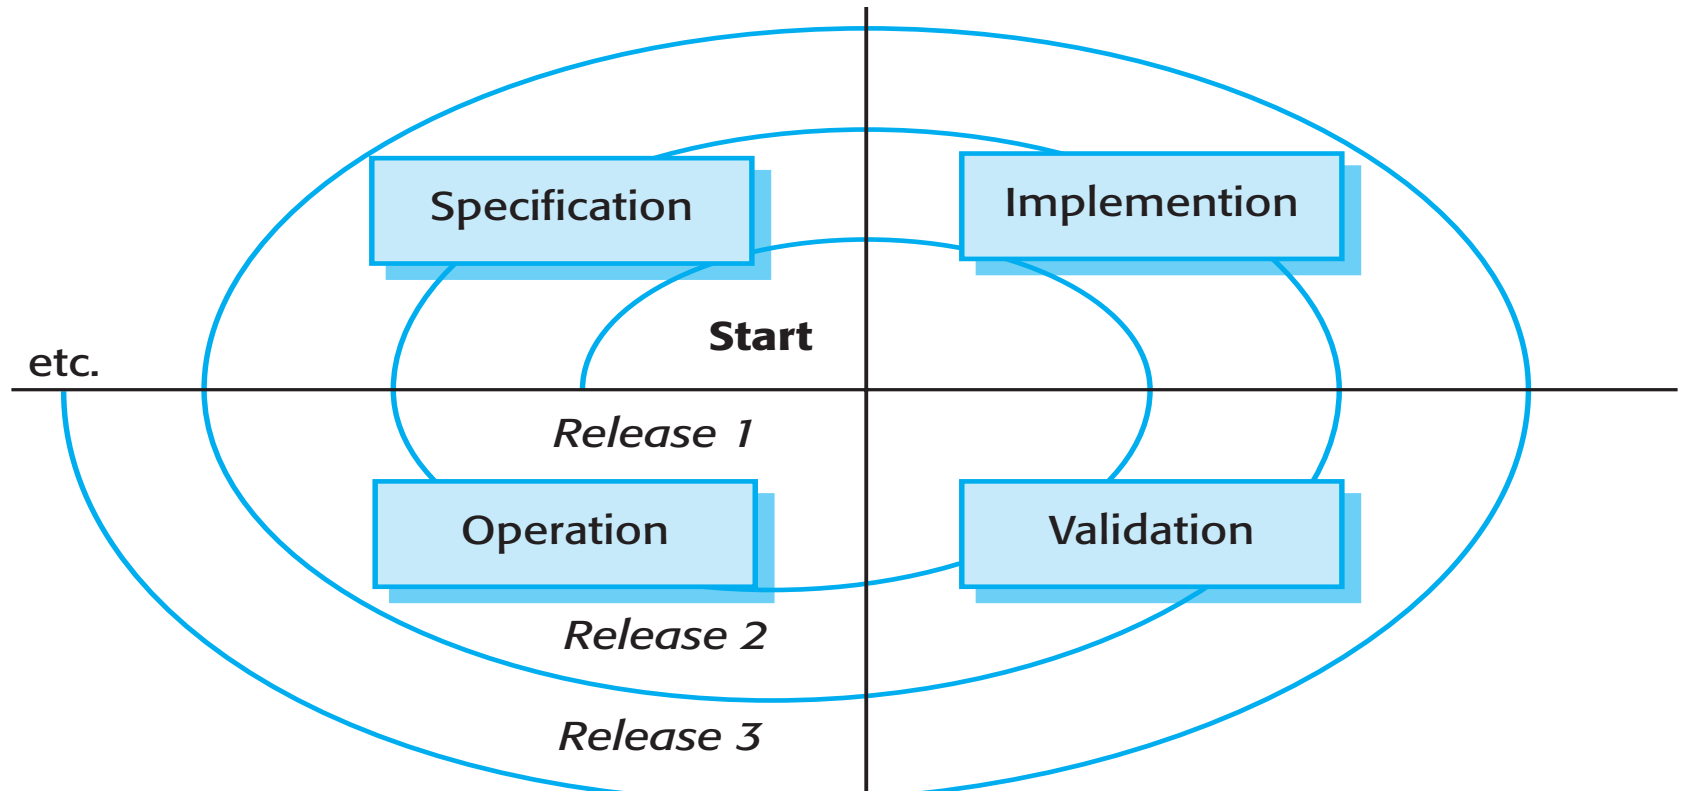 Specification
Implemention
Start
etc.
Release 1
Operation
Validation
Release 2
Release 3